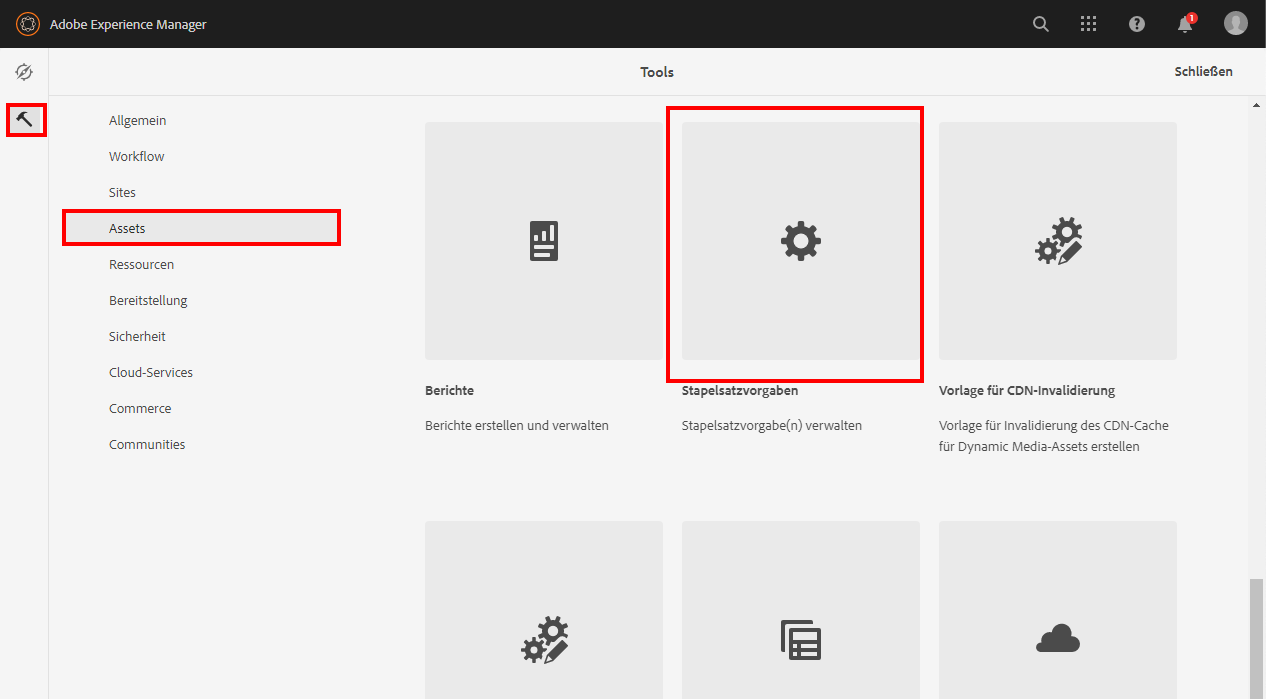 Adobe Experience Manager
1
Tools
Schließen
Allgemein
Workflow
Sites
Assets
Ressourcen
Bereitstellung
Sicherheit
Cloud-Services
Commerce
Communities
Berichte
Berichte erstellen und verwalten
Stapelsatzvorgaben
Stapelsatzvorgabe(n) verwalten
Vorlage für CDN-Invalidierung
Vorlage für Invalidierung des CDN-Cache
für Dynamic Media-Assets erstellen